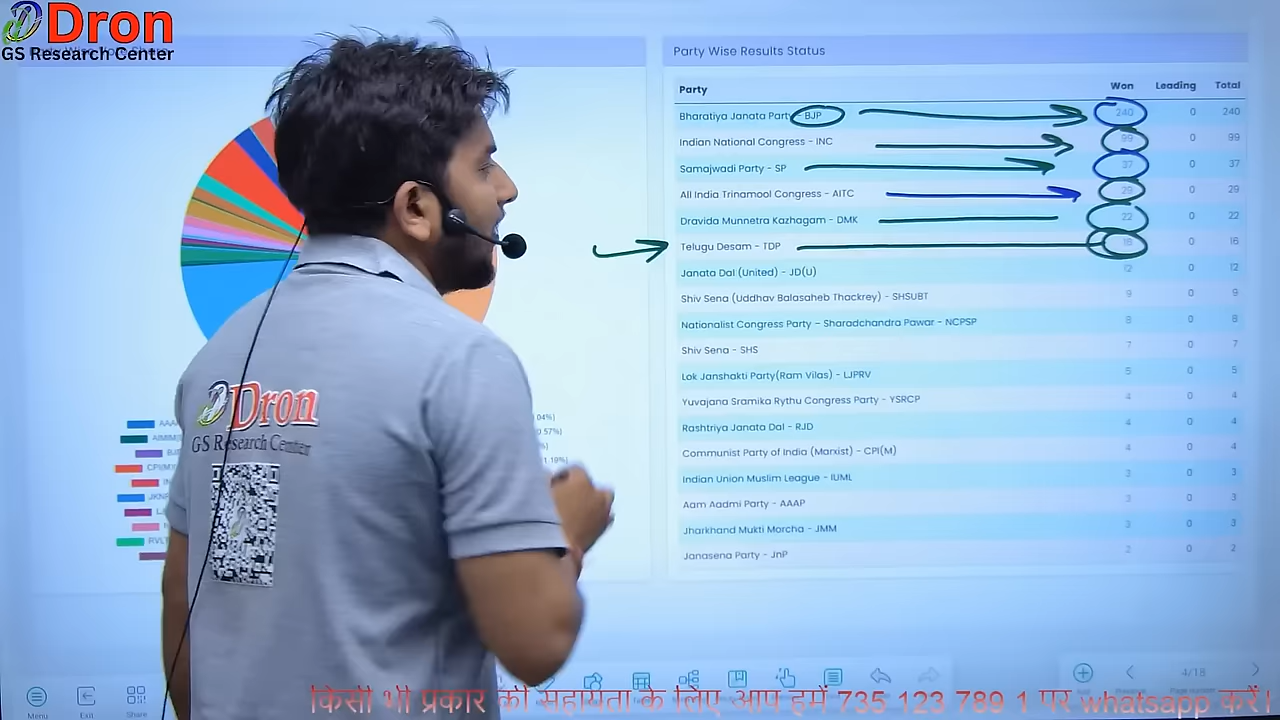 Dron
GS Research Center
Party Wise Results Status
Party Won Leading Total
Bharatiya Janata Party - BJP 240 0 240
Indian National Congress - INC 99 0 99
Samajwadi Party - SP 37 0 37
All India Trinamool Congress - AITC 29 0 29
Dravida Munnetra Kazhagam - DMK 22 0 22
Telugu Desam - TDP 16 0 16
Janata Dal (United) - JD(U) 12 0 12
Shiv Sena (Uddhav Balasaheb Thackrey) - SHSUBT 9 0 9
Nationalist Congress Party – Sharadchandra Pawar - NCPSP 8 0 8
Shiv Sena - SHS 7 0 7
Lok Janshakti Party(Ram Vilas) - LJPRV 5 0 5
Yuvajana Sramika Rythu Congress Party - YSRCP 4 0 4
Rashtriya Janata Dal - RJD 4 0 4
Communist Party of India (Marxist) - CPI(M) 4 0 4
Indian Union Muslim League - IUML 3 0 3
Aam Aadmi Party - AAAP 3 0 3
Jharkhand Mukti Morcha - JMM 3 0 3
Janasena Party - JnP 2 0 2
Dron
GS Research Center
Menu Exit Share
4/18
किसी भी प्रकार की सहायता के लिए आप हमें 735 123 789 1 पर whatsapp करें।